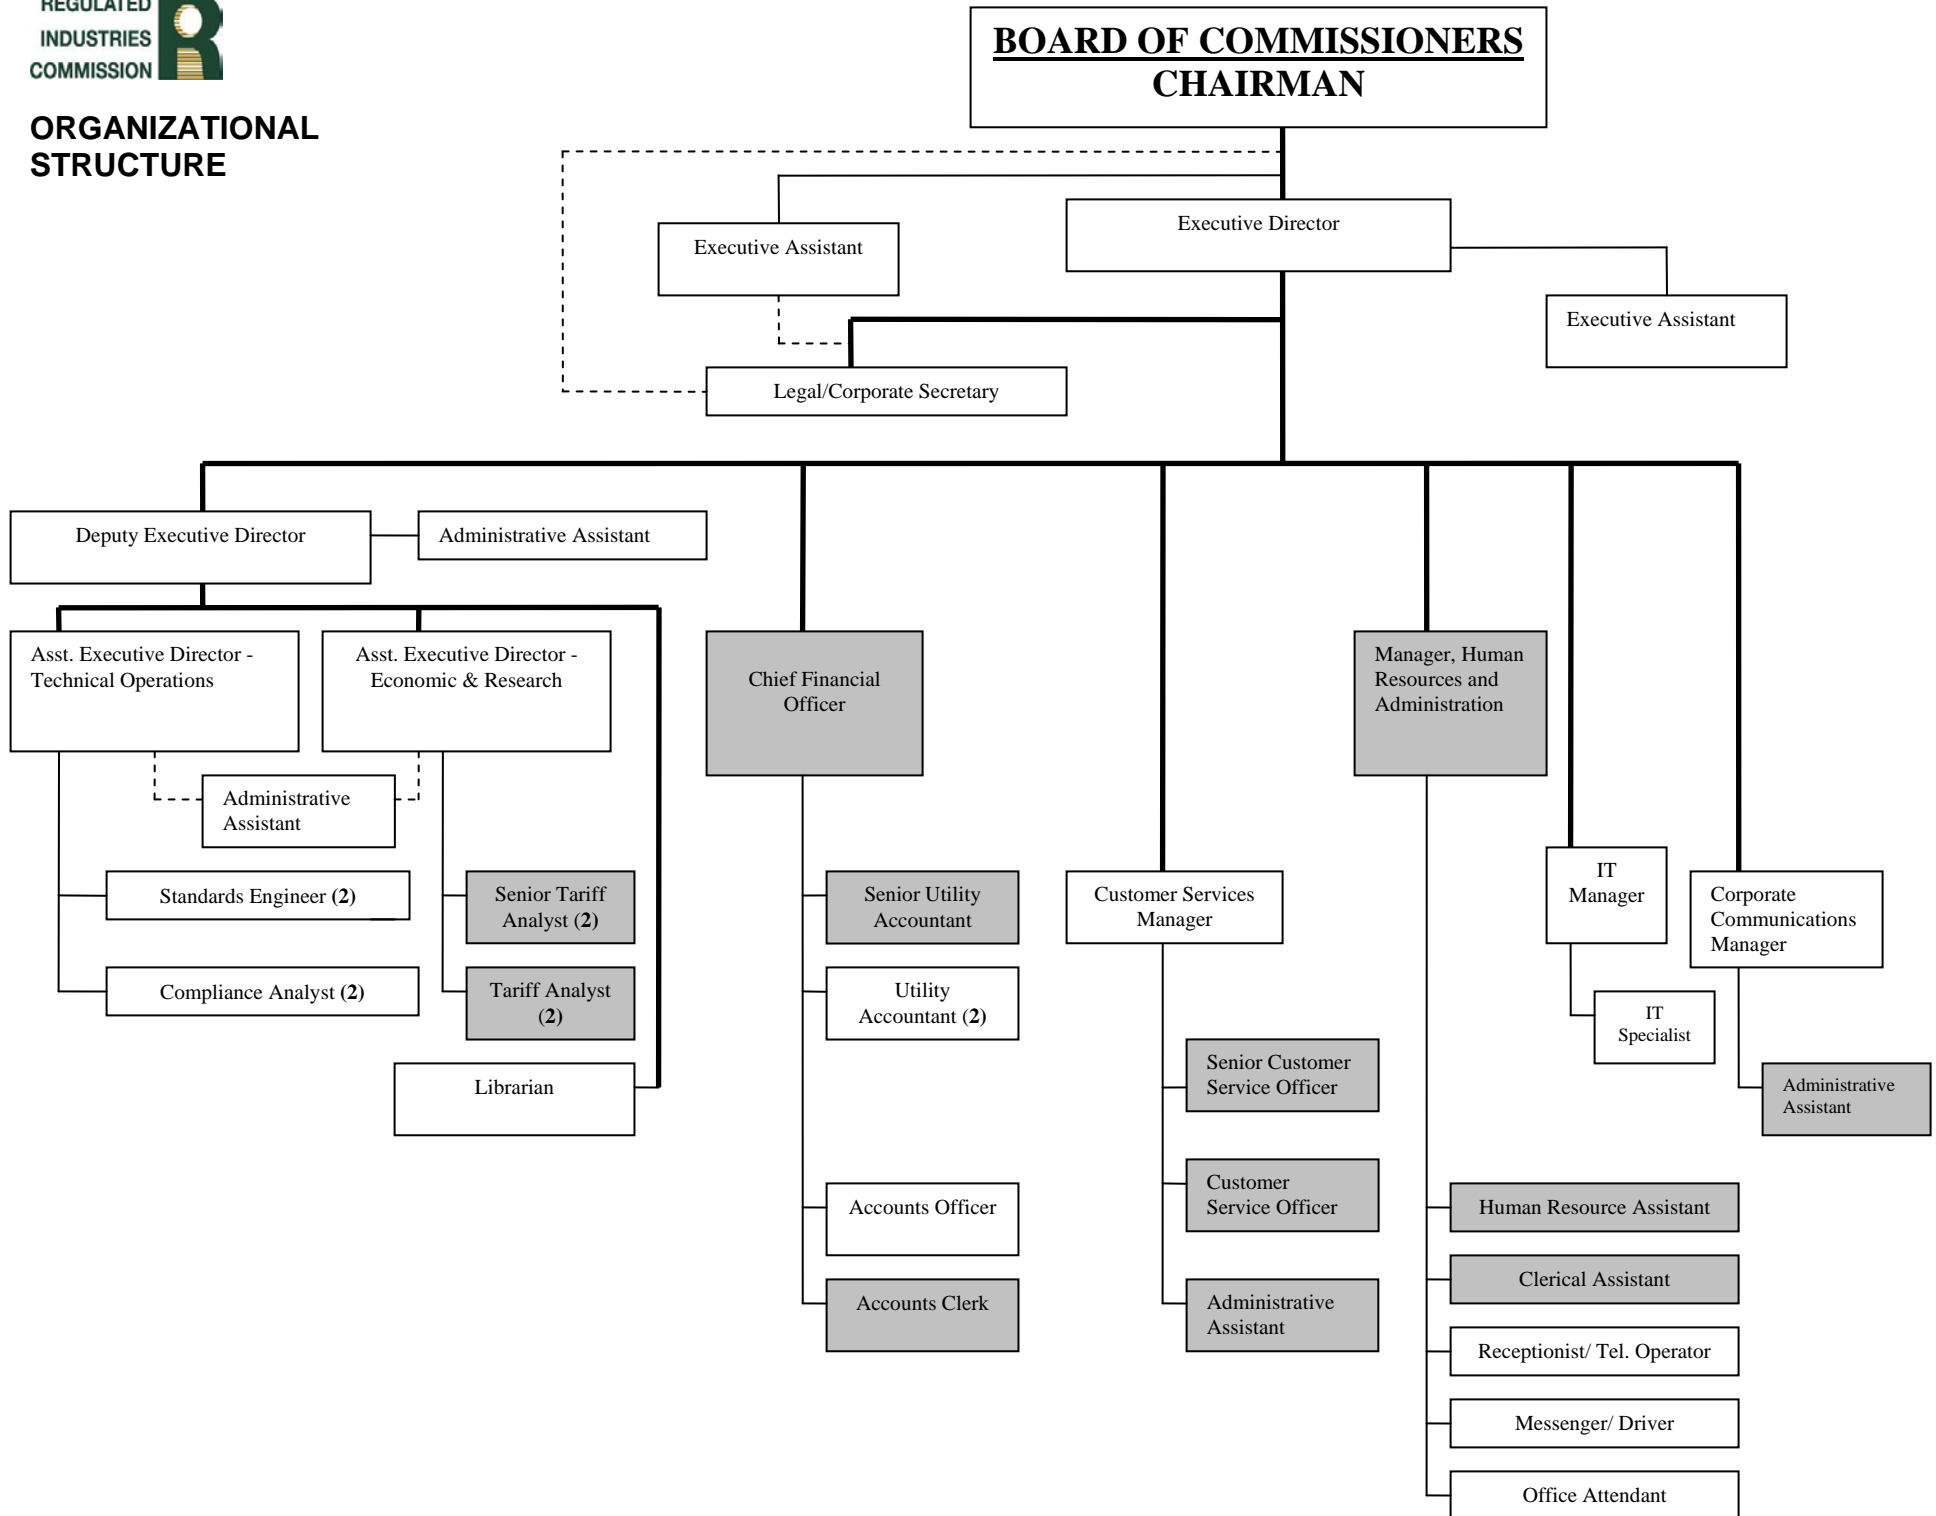 REGULATED
INDUSTRIES
COMMISSION
ORGANIZATIONAL
STRUCTURE
BOARD OF COMMISSIONERS
CHAIRMAN
Executive Director
Executive Assistant
Executive Assistant
Legal/Corporate Secretary
Deputy Executive Director
Administrative Assistant
Asst. Executive Director -
Technical Operations
Asst. Executive Director -
Economic & Research
Administrative
Assistant
Standards Engineer (2)
Compliance Analyst (2)
Senior Tariff
Analyst (2)
Tariff Analyst
(2)
Librarian
Chief Financial
Officer
Senior Utility
Accountant
Utility
Accountant (2)
Accounts Officer
Accounts Clerk
Customer Services
Manager
Senior Customer
Service Officer
Customer
Service Officer
Administrative
Assistant
Manager, Human
Resources and
Administration
Human Resource Assistant
Clerical Assistant
Receptionist/ Tel. Operator
Messenger/ Driver
Office Attendant
IT
Manager
IT
Specialist
Corporate
Communications
Manager
Administrative
Assistant